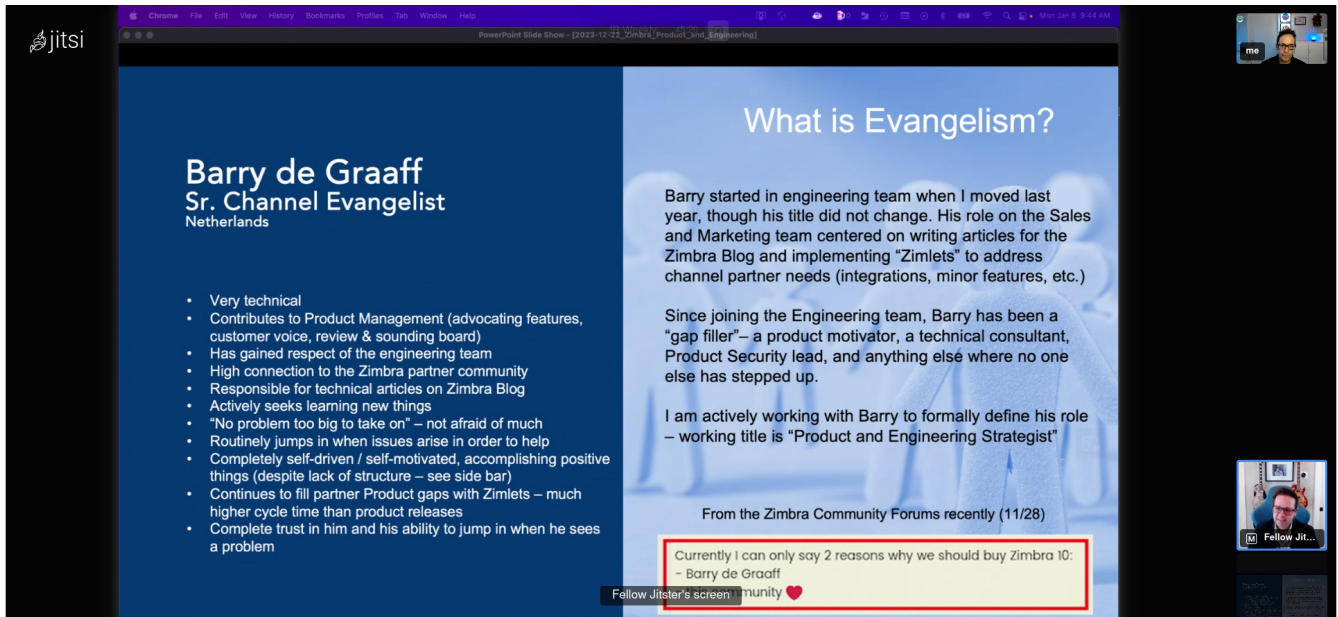 jitsi
Chrome File Edit View History Bookmarks Profiles Tab Window Help
Mon Jan 8 9:44 AM
PowerPoint Slide Show - [2023-12-22_Zimbra_Product_and_Engineering]
me
Barry de Graaff
Sr. Channel Evangelist
Netherlands
• Very technical
• Contributes to Product Management (advocating features,
customer voice, review & sounding board)
• Has gained respect of the engineering team
• High connection to the Zimbra partner community
• Responsible for technical articles on Zimbra Blog
• Actively seeks learning new things
• “No problem too big to take on” – not afraid of much
• Routinely jumps in when issues arise in order to help
• Completely self-driven / self-motivated, accomplishing positive
things (despite lack of structure – see side bar)
• Continues to fill partner Product gaps with Zimlets – much
higher cycle time than product releases
• Complete trust in him and his ability to jump in when he sees
a problem
What is Evangelism?
Barry started in engineering team when I moved last
year, though his title did not change. His role on the Sales
and Marketing team centered on writing articles for the
Zimbra Blog and implementing “Zimlets” to address
channel partner needs (integrations, minor features, etc.)
Since joining the Engineering team, Barry has been a
“gap filler”– a product motivator, a technical consultant,
Product Security lead, and anything else where no one
else has stepped up.
I am actively working with Barry to formally define his role
– working title is “Product and Engineering Strategist”
From the Zimbra Community Forums recently (11/28)
Currently I can only say 2 reasons why we should buy Zimbra 10:
- Barry de Graaff
community ❤
Fellow Jitster's screen
M Fellow Jit...